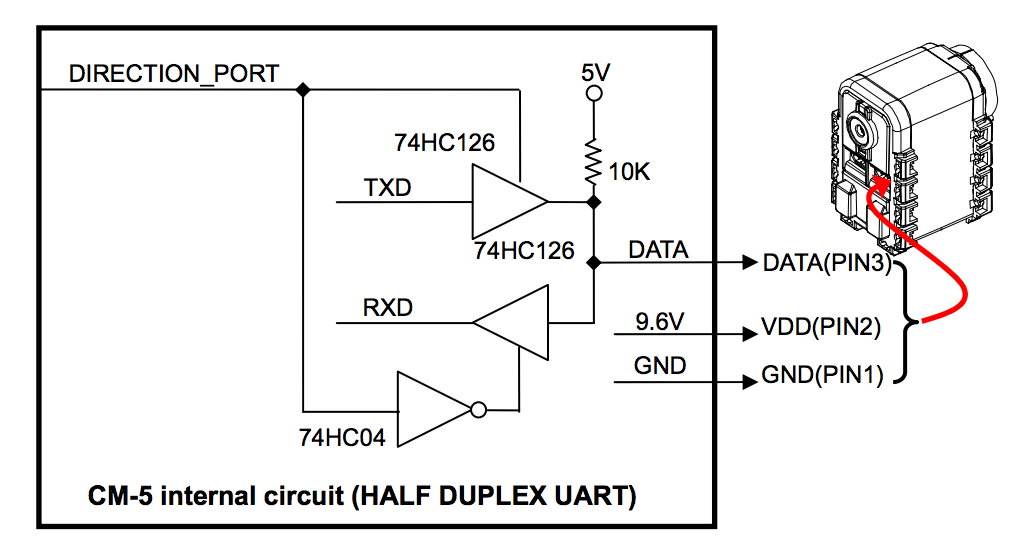 DIRECTION_PORT
5V
74HC126
10K
TXD
74HC126
DATA
DATA(PIN3)
RXD
9.6V
VDD(PIN2)
GND
GND(PIN1)
74HC04
CM-5 internal circuit (HALF DUPLEX UART)